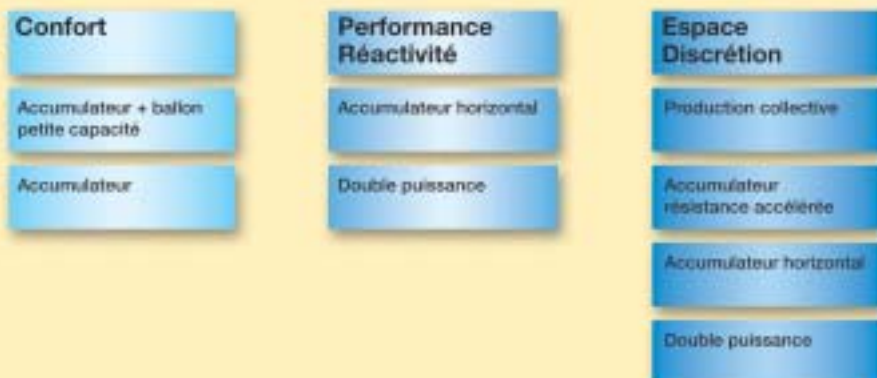 Confort
Accumulateur + ballon
petite capacité
Accumulateur
Performance
Réactivité
Accumulateur horizontal
Double puissance
Espace
Discrétion
Production collective
Accumulateur
résistance accélérée
Accumulateur horizontal
Double puissance